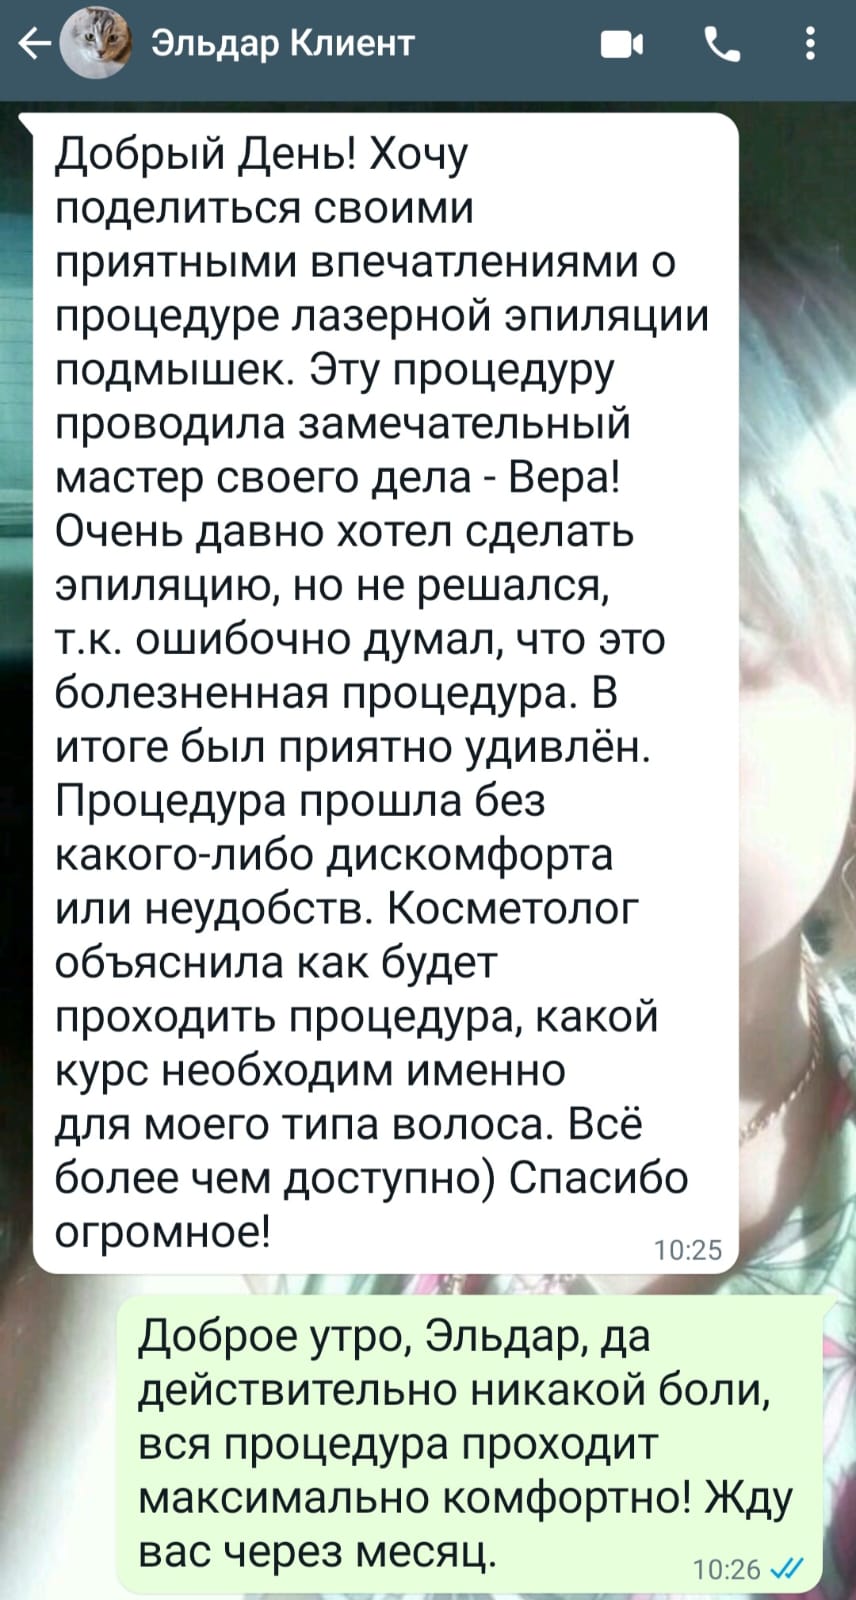 Эльдар Клиент
Добрый День! Хочу
поделиться своими
приятными впечатлениями о
процедуре лазерной эпиляции
подмышек. Эту процедуру
проводила замечательный
мастер своего дела - Вера!
Очень давно хотел сделать
эпиляцию, но не решался,
т.к. ошибочно думал, что это
болезненная процедура. В
итоге был приятно удивлён.
Процедура прошла без
какого-либо дискомфорта
или неудобств. Косметолог
объяснила как будет
проходить процедура, какой
курс необходим именно
для моего типа волоса. Всё
более чем доступно) Спасибо
огромное!
10:25
Доброе утро, Эльдар, да
действительно никакой боли,
вся процедура проходит
максимально комфортно! Жду
вас через месяц.
10:26